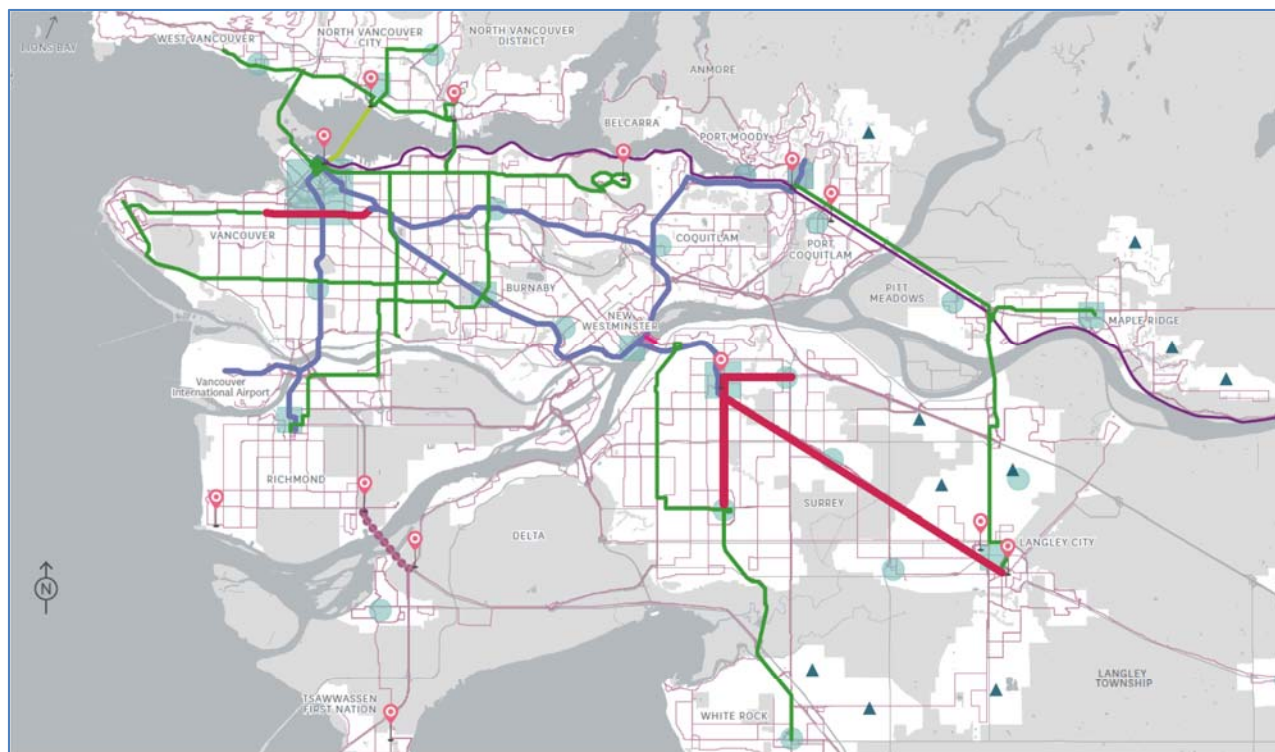 LIONS BAY
WEST VANCOUVER
NORTH VANCOUVER
CITY
NORTH VANCOUVER
DISTRICT
ANMORE
BELCARRA
PORT MOODY
VANCOUVER
COQUITLAM
PORT
COQUITLAM
BURNABY
PITT
MEADOWS
NEW
WESTMINSTER
MAPLE RIDGE
Vancouver
International Airport
RICHMOND
SURREY
DELTA
LANGLEY CITY
N
TSAWWASSEN
FIRST NATION
WHITE ROCK
LANGLEY
TOWNSHIP